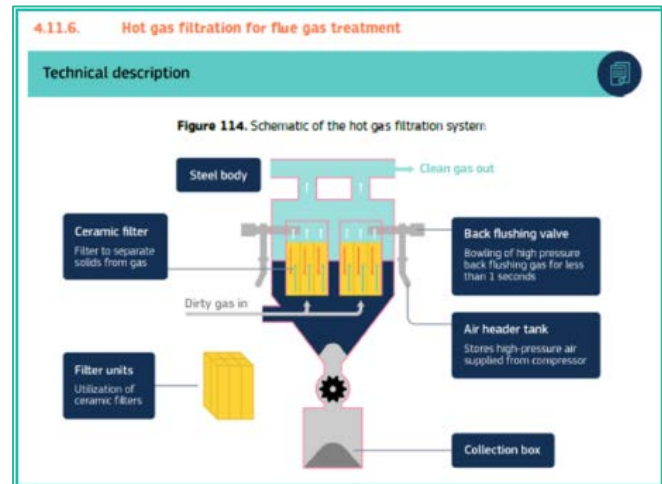 4.11.6. Hot gas filtration for flue gas treatment
Technical description
Figure 114. Schematic of the hot gas filtration system
Steel body
Clean gas out
Ceramic filter
Filter to separate
solids from gas
Back flushing valve
Bowling of high pressure
back flushing gas for less
than 1 seconds
Dirty gas in
Air header tank
Stores high-pressure air
supplied from compressor
Filter units
Utilization of
ceramic filters
Collection box